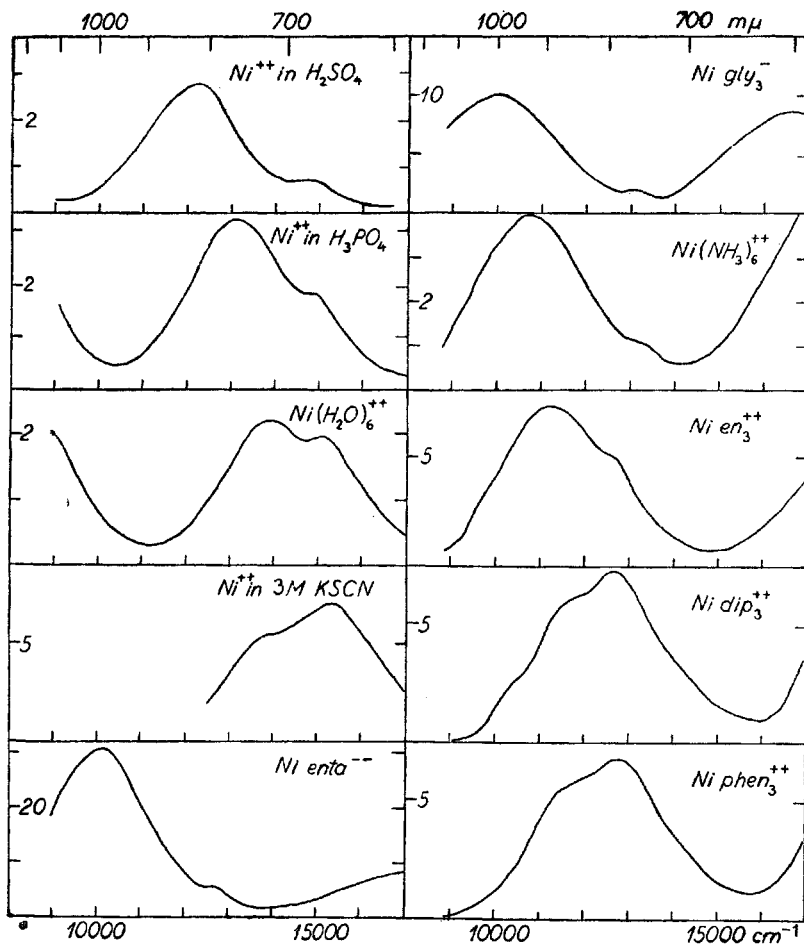 1000 700 1000 700 mμ
Ni⁺⁺ in H₂SO₄
2
Ni gly₃⁻
10
Ni⁺⁺ in H₃PO₄
2
Ni(NH₃)₆⁺⁺
2
Ni(H₂O)₆⁺⁺
2
Ni en₃⁺⁺
5
Ni⁺⁺ in 3M KSCN
5
Ni dip₃⁺⁺
5
Ni enta⁻⁻
20
Ni phen₃⁺⁺
5
10000 15000 10000 15000 cm⁻¹